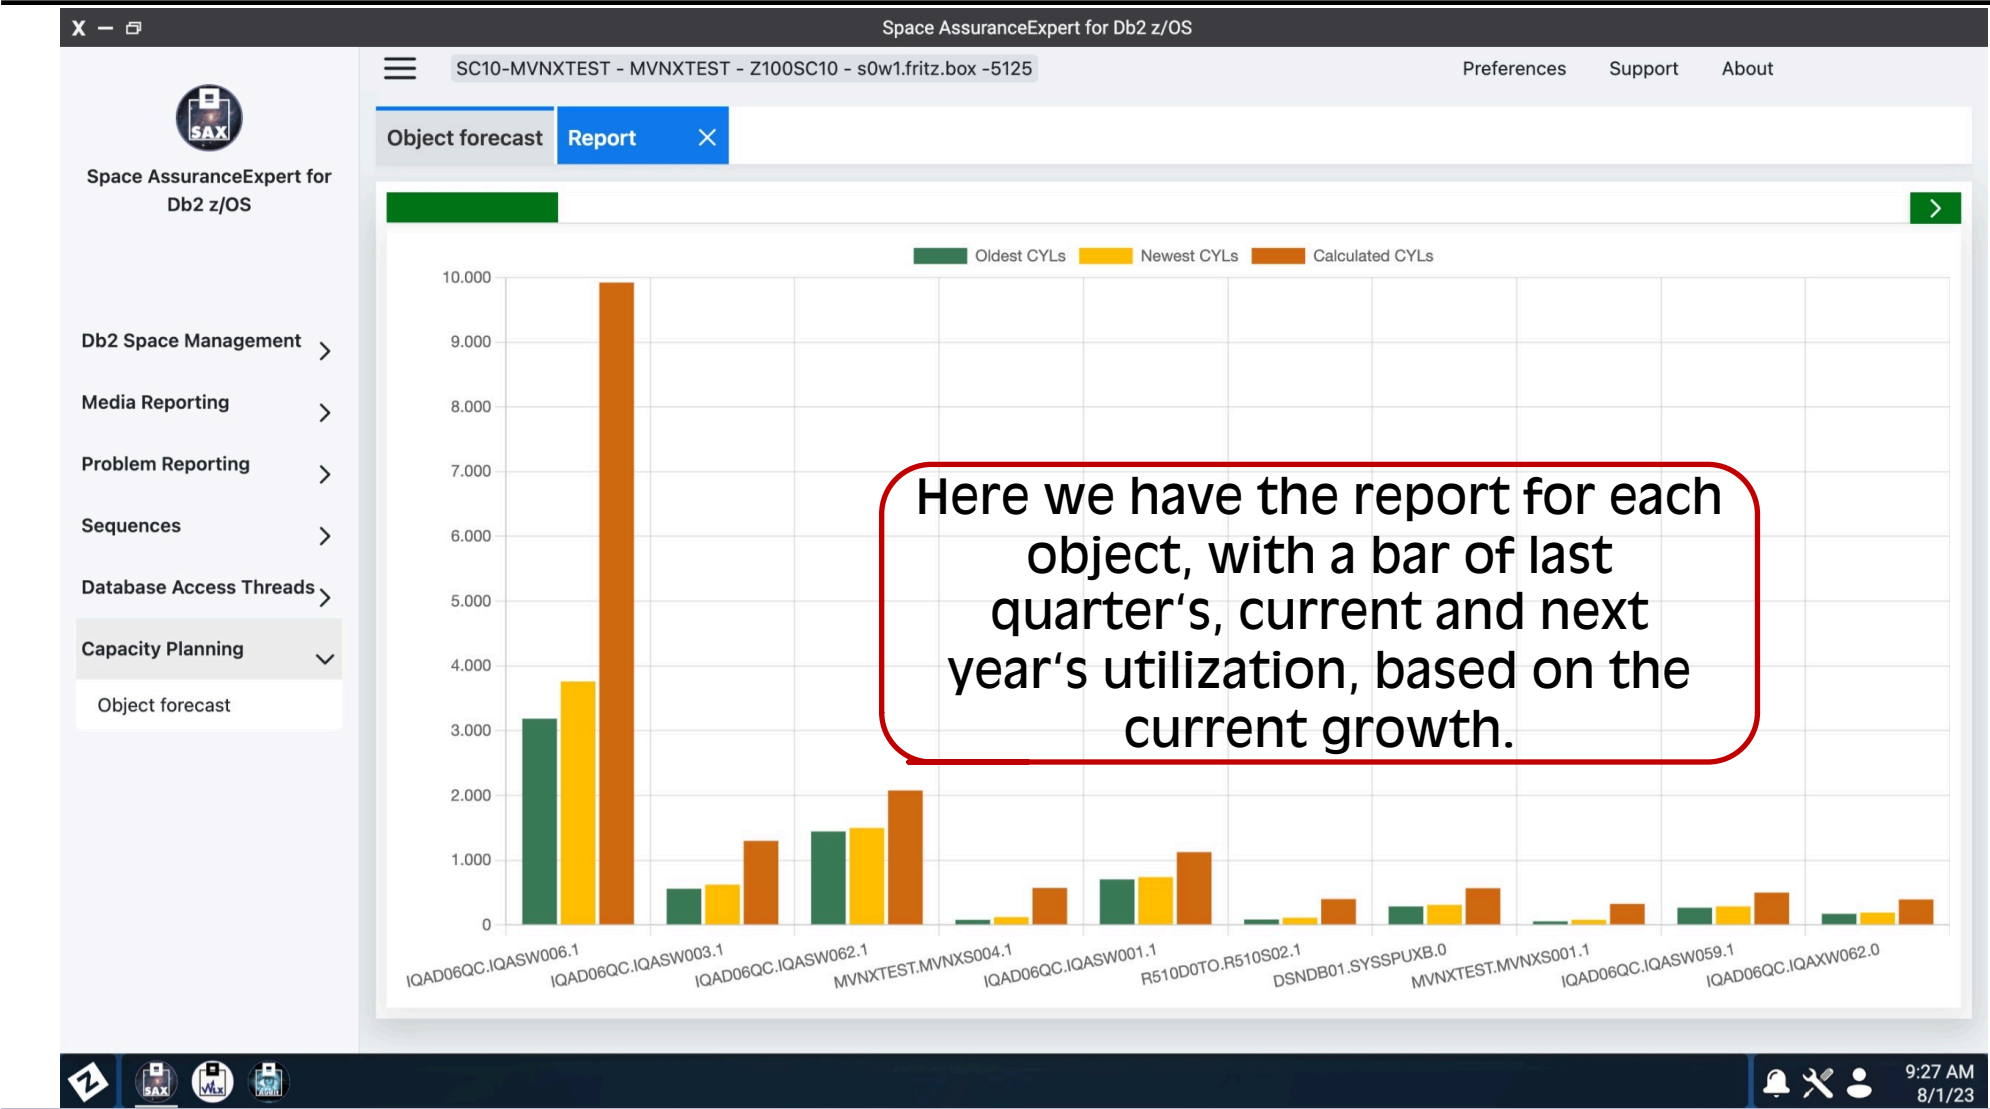 X
Space AssuranceExpert for Db2 z/OS
SAX
Space AssuranceExpert for
Db2 z/OS
SC10-MVNXTEST - MVNXTEST - Z100SC10 - s0w1.fritz.box -5125
Preferences Support About
Object forecast
Report
Db2 Space Management
Media Reporting
Problem Reporting
Sequences
Database Access Threads
Capacity Planning
Object forecast
Oldest CYLs Newest CYLs Calculated CYLs
10.000
9.000
8.000
7.000
6.000
5.000
4.000
3.000
2.000
1.000
0
Here we have the report for each
object, with a bar of last
quarter‘s, current and next
year‘s utilization, based on the
current growth.
IQAD06QC.IQASW006.1
IQAD06QC.IQASW003.1
IQAD06QC.IQASW062.1
MVNXTEST.MVNXS004.1
IQAD06QC.IQASW001.1
R510D0TO.R510S02.1
DSNDB01.SYSSPUXB.0
MVNXTEST.MVNXS001.1
IQAD06QC.IQASW059.1
IQAD06QC.IQAXW062.0
Z
SAX
WLX
9:27 AM
8/1/23